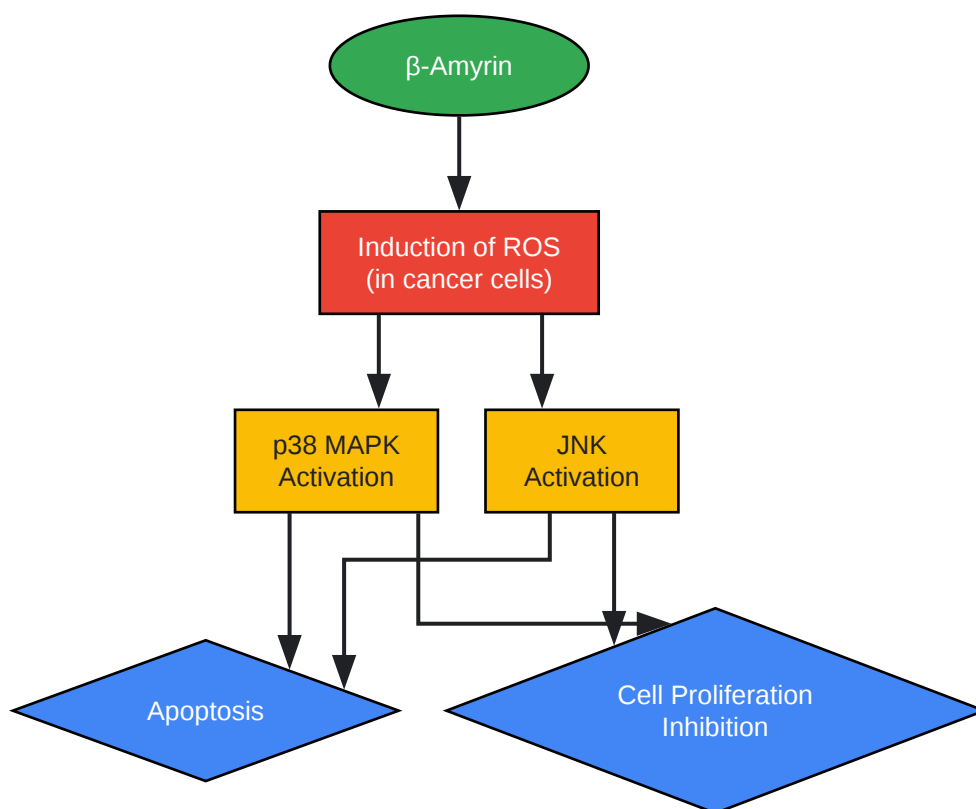 β-Amyrin
Induction of ROS
(in cancer cells)
p38 MAPK
Activation
JNK
Activation
Apoptosis
Cell Proliferation
Inhibition